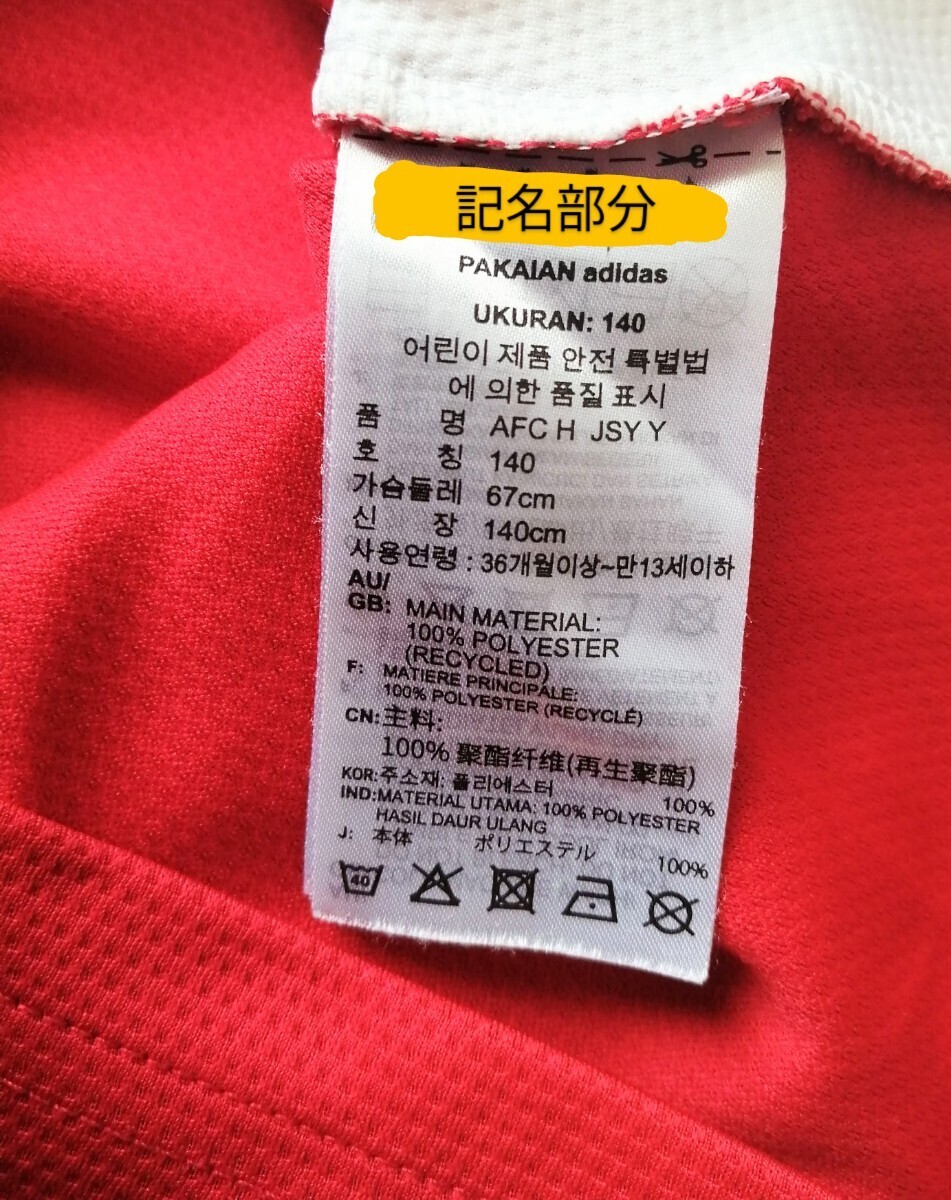 記名部分
PAKAIAN adidas
UKURAN: 140
어린이 제품 안전 특별법
에 의한 품질 표시
품 명 AFC H JSY Y
호 칭 140
가슴둘레 67cm
신 장 140cm
사용연령 : 36개월이상~만13세이하
AU/
GB: MAIN MATERIAL:
100% POLYESTER
(RECYCLED)
F: MATIERE PRINCIPALE:
100% POLYESTER (RECYCLÉ)
CN: 主料:
100% 聚酯纤维(再生聚酯)
KOR: 주소재: 폴리에스터 100%
IND: MATERIAL UTAMA: 100% POLYESTER
HASIL DAUR ULANG
J: 本体 ポリエステル 100%
40